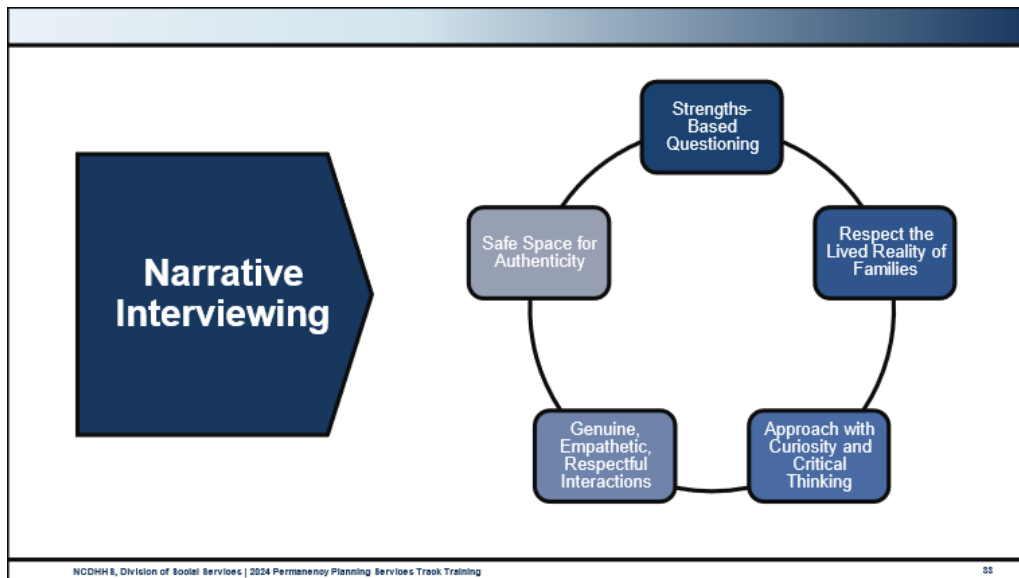 Narrative
Interviewing
Strengths-
Based
Questioning
Respect the
Lived Reality of
Families
Approach with
Curiosity and
Critical
Thinking
Genuine,
Empathetic,
Respectful
Interactions
Safe Space for
Authenticity
NCDHHS, Division of Social Services | 2024 Permanency Planning Services Track Training
33